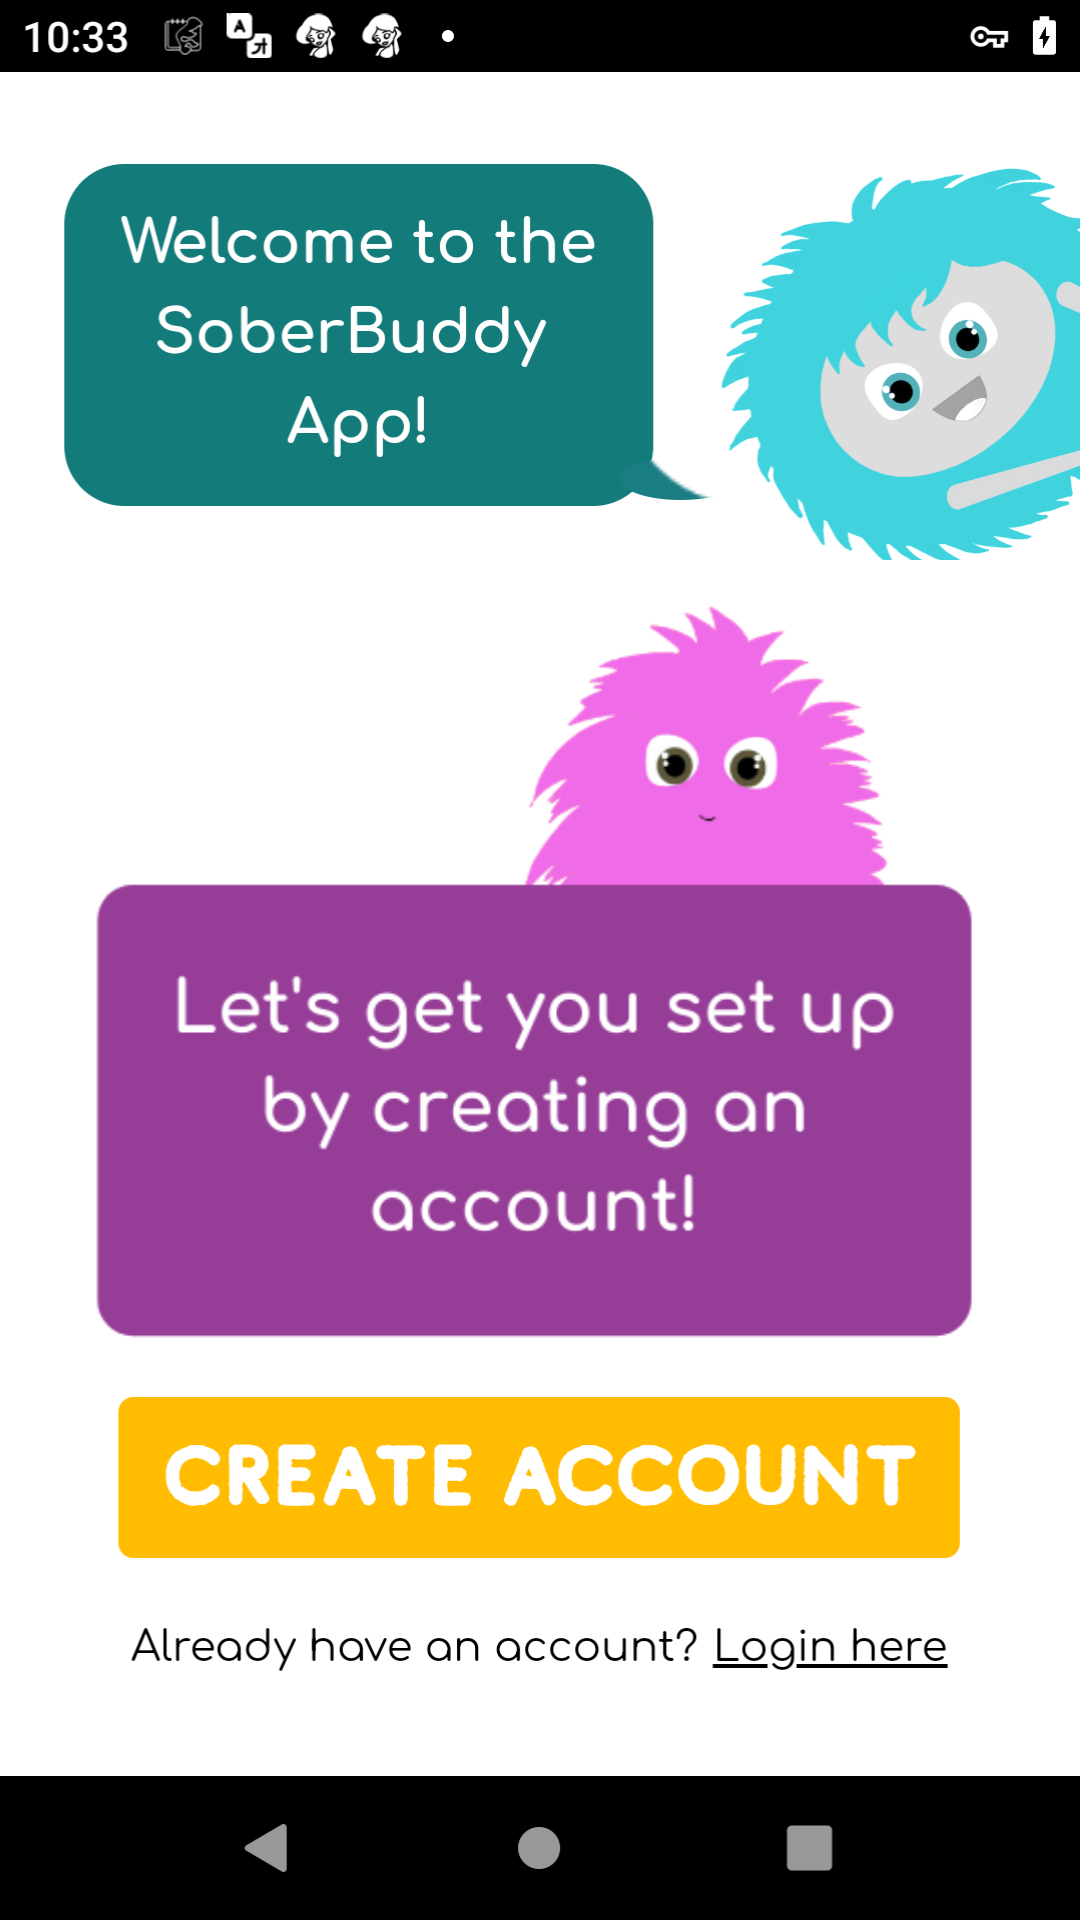 10:33
Welcome to the
SoberBuddy
App!
Let's get you set up
by creating an
account!
CREATE ACCOUNT
Already have an account? Login here